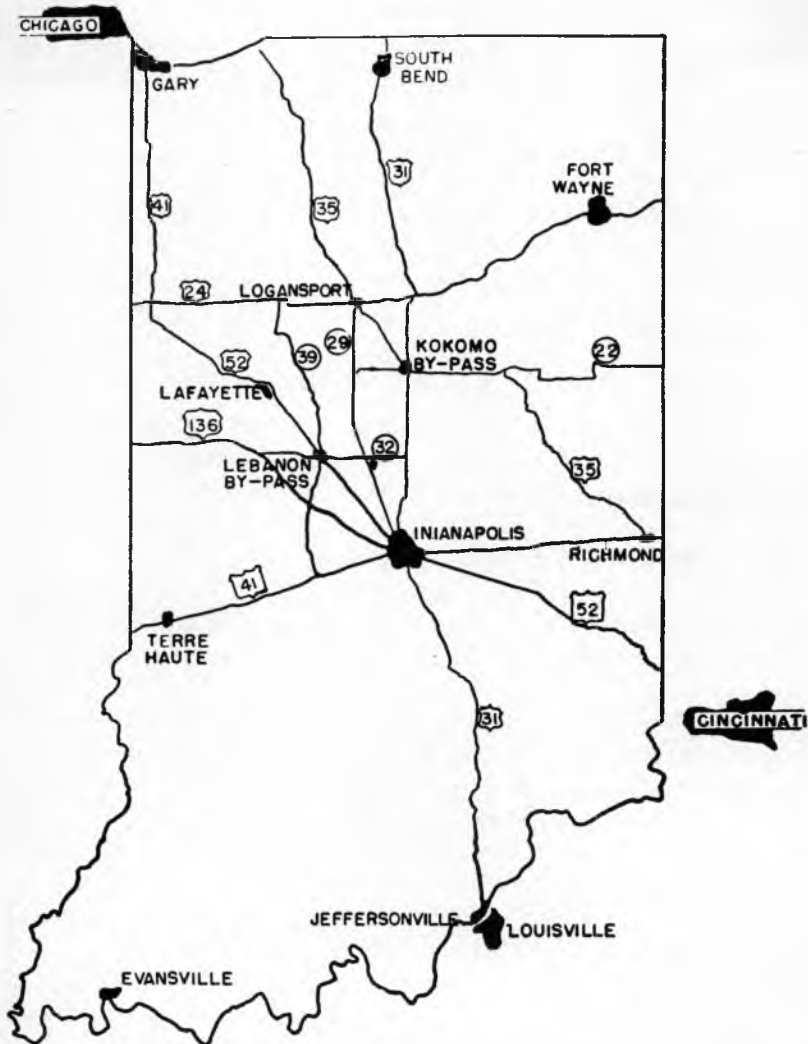 CHICAGO
GARY
SOUTH
BEND
31
41
35
FORT
WAYNE
24
LOGANSPORT
29
39
52
KOKOMO
BY-PASS
22
LAFAYETTE
136
32
LEBANON
BY-PASS
35
INIANAPOLIS
RICHMOND
41
52
TERRE
HAUTE
31
CINCINNATI
JEFFERSONVILLE
LOUISVILLE
EVANSVILLE